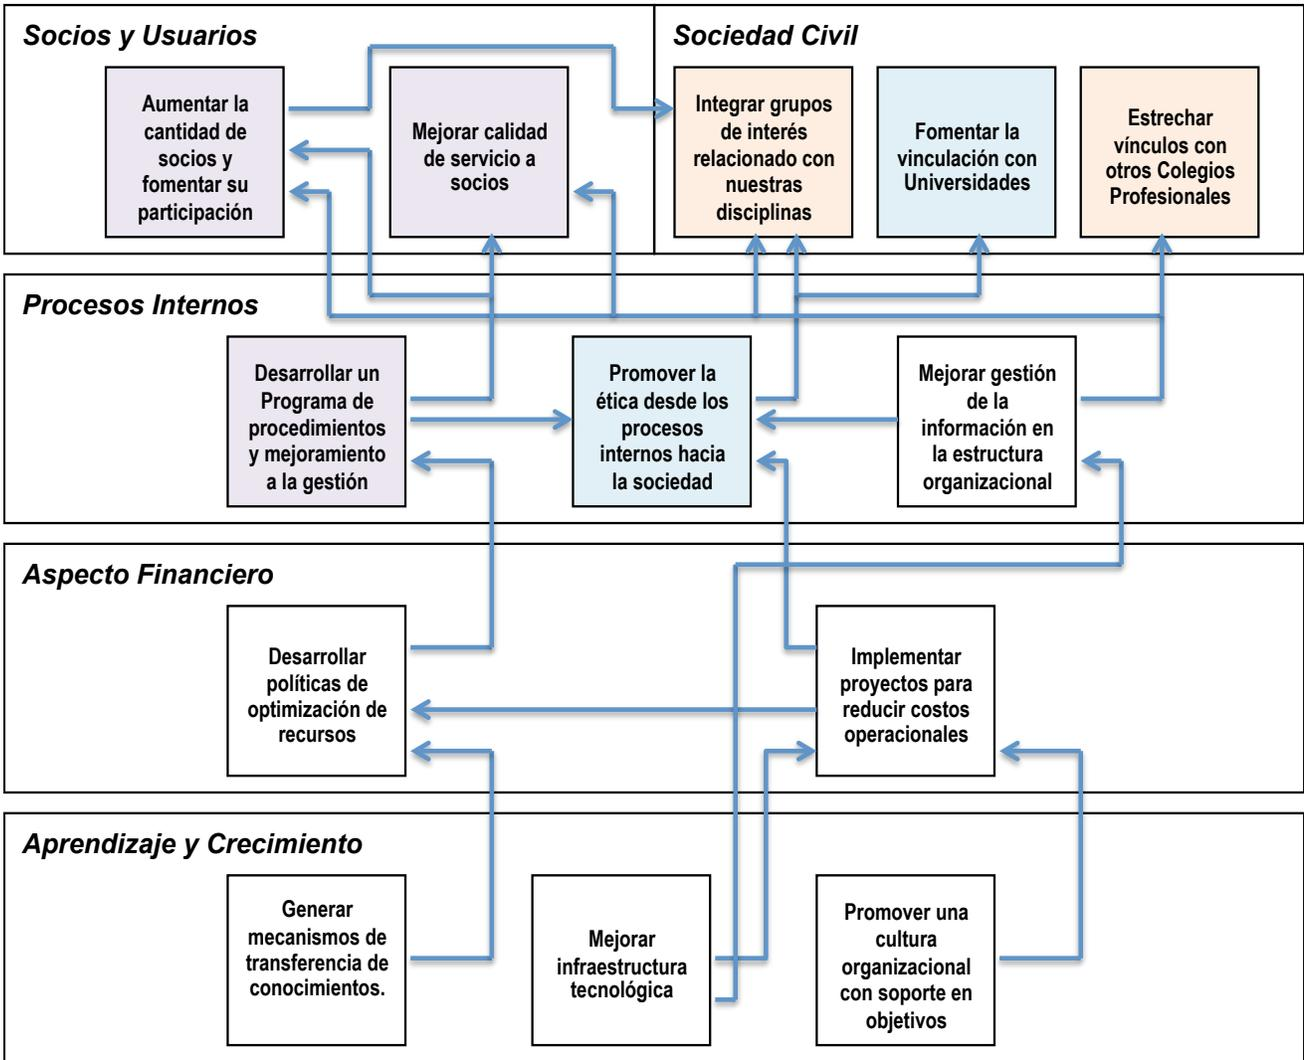 Socios y Usuarios
Aumentar la
cantidad de
socios y
fomentar su
participación
Mejorar calidad
de servicio a
socios
Sociedad Civil
Integrar grupos
de interés
relacionado con
nuestras
disciplinas
Fomentar la
vinculación con
Universidades
Estrechar
vínculos con
otros Colegios
Profesionales
Procesos Internos
Desarrollar un
Programa de
procedimientos
y mejoramiento
a la gestión
Promover la
ética desde los
procesos
internos hacia
la sociedad
Mejorar gestión
de la
información en
la estructura
organizacional
Aspecto Financiero
Desarrollar
políticas de
optimización de
recursos
Implementar
proyectos para
reducir costos
operacionales
Aprendizaje y Crecimiento
Generar
mecanismos de
transferencia de
conocimientos.
Mejorar
infraestructura
tecnológica
Promover una
cultura
organizacional
con soporte en
objetivos